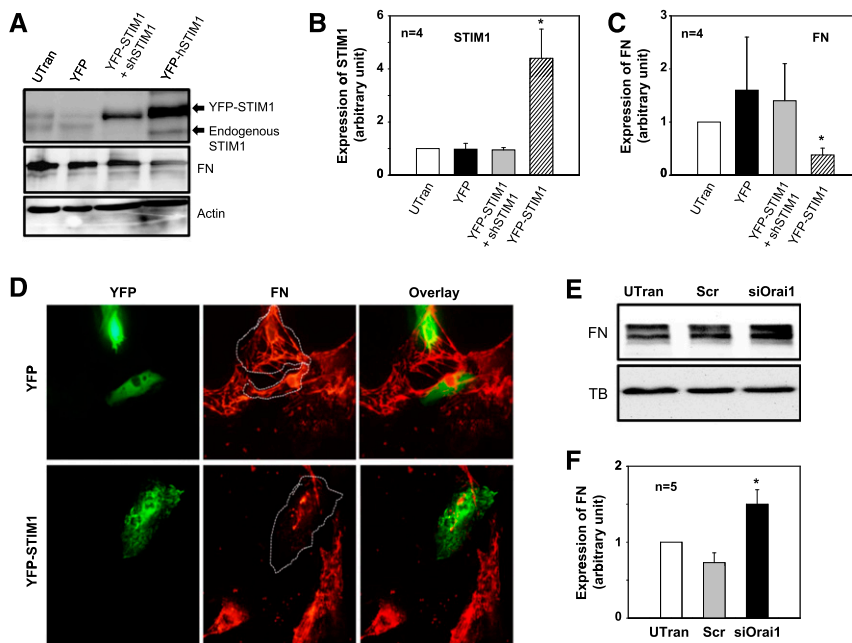 A
UTran
YFP
YFP-STIM1
+ shSTIM1
YFP-hSTIM1
YFP-STIM1
Endogenous
STIM1
FN
Actin
B
Expression of STIM1
(arbitrary unit)
6
4
2
0
n=4
STIM1
*
UTran
YFP
YFP-STIM1
+ shSTIM1
YFP-STIM1
C
Expression of FN
(arbitrary unit)
3
2
1
0
n=4
FN
*
UTran
YFP
YFP-STIM1
+ shSTIM1
YFP-STIM1
D
YFP
FN
Overlay
YFP
YFP-STIM1
E
UTran
Scr
siOrai1
FN
TB
F
Expression of FN
(arbitrary unit)
2
1
0
n=5
*
UTran
Scr
siOrai1